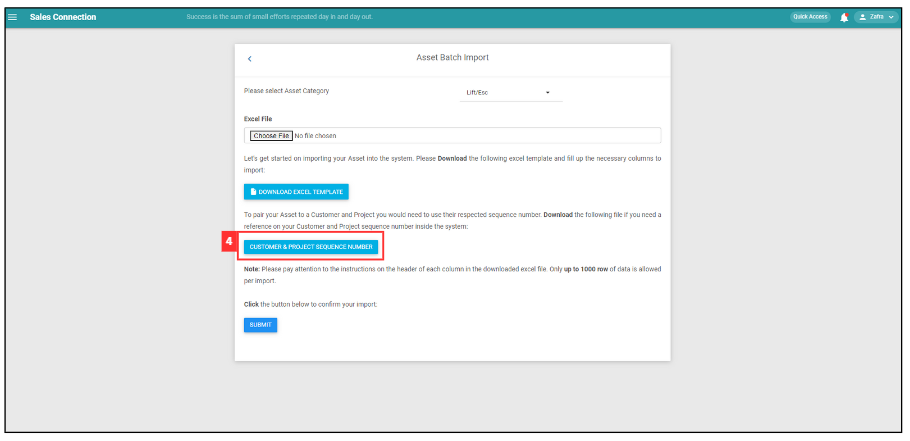 Sales Connection
Success is the sum of small efforts repeated day in and day out.
Quick Access
Zafts
Asset Batch Import
Please select Asset Category
Lift/Esc
Excel File
Choose File No file chosen
Let's get started on importing your Asset into the system. Please Download the following excel template and fill up the necessary columns to
import:
DOWNLOAD EXCEL TEMPLATE
To pair your Asset to a Customer and Project you would need to use their respected sequence number. Download the following file if you need a
reference on your Customer and Project sequence number inside the system:
4
CUSTOMER & PROJECT SEQUENCE NUMBER
Note: Please pay attention to the instructions on the header of each column in the downloaded excel file. Only up to 1000 row of data is allowed
per import.
Click the button below to confirm your import:
SUBMIT